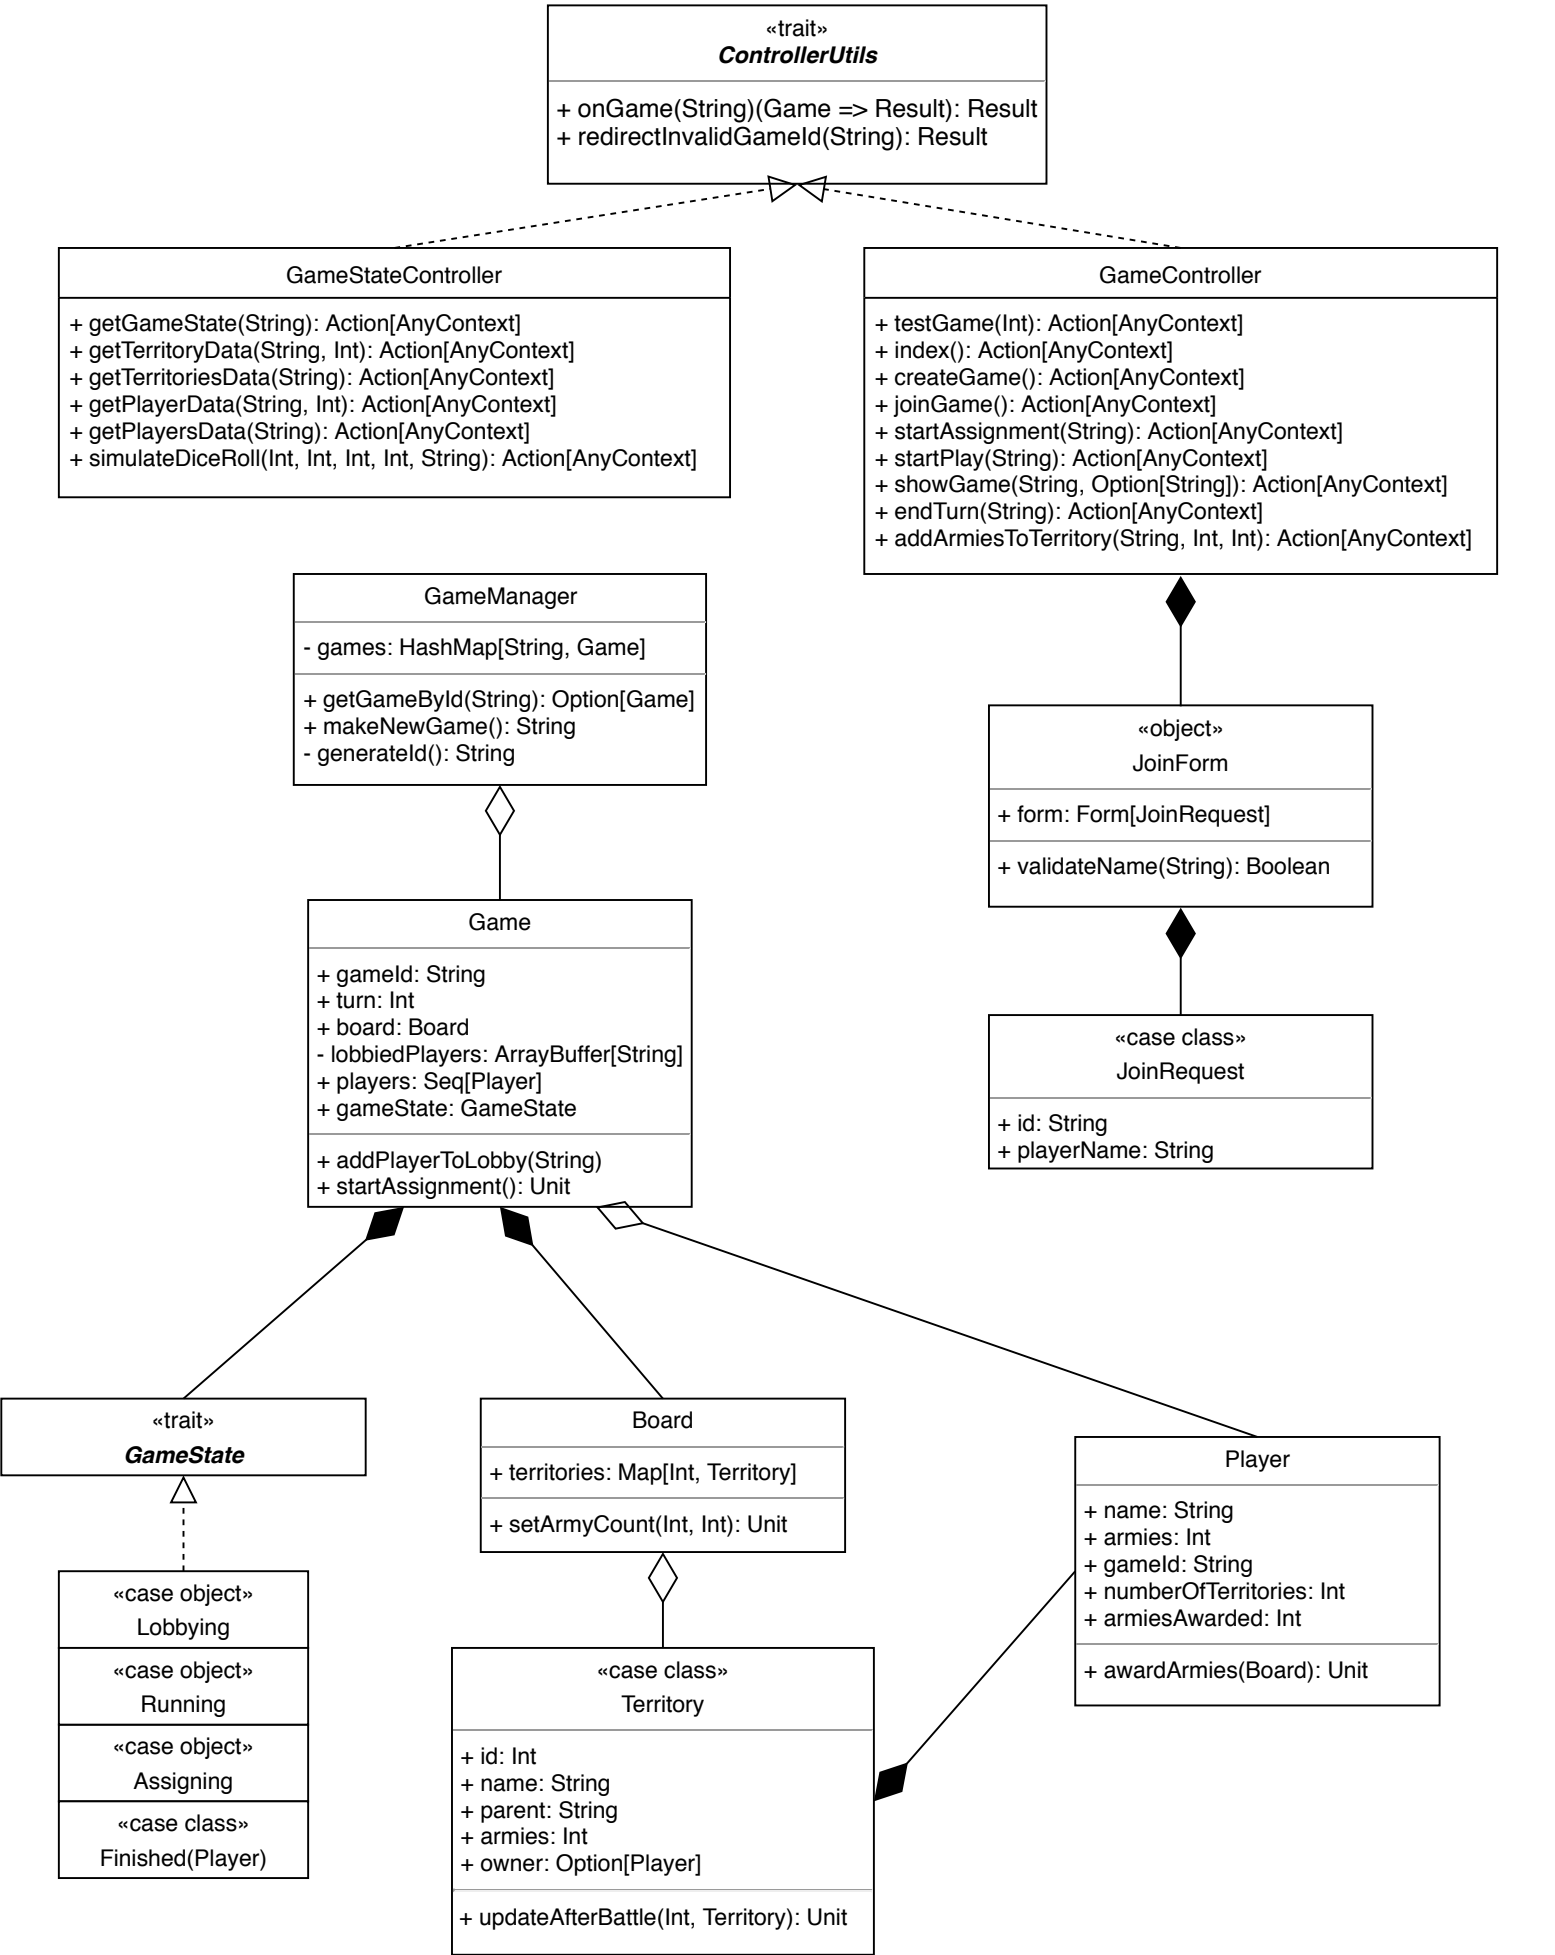 «trait»
ControllerUtils
+ onGame(String)(Game => Result): Result
+ redirectInvalidGameId(String): Result
GameStateController
+ getGameState(String): Action[AnyContext]
+ getTerritoryData(String, Int): Action[AnyContext]
+ getTerritoriesData(String): Action[AnyContext]
+ getPlayerData(String, Int): Action[AnyContext]
+ getPlayersData(String): Action[AnyContext]
+ simulateDiceRoll(Int, Int, Int, Int, String): Action[AnyContext]
GameController
+ testGame(Int): Action[AnyContext]
+ index(): Action[AnyContext]
+ createGame(): Action[AnyContext]
+ joinGame(): Action[AnyContext]
+ startAssignment(String): Action[AnyContext]
+ startPlay(String): Action[AnyContext]
+ showGame(String, Option[String]): Action[AnyContext]
+ endTurn(String): Action[AnyContext]
+ addArmiesToTerritory(String, Int, Int): Action[AnyContext]
GameManager
- games: HashMap[String, Game]
+ getGameById(String): Option[Game]
+ makeNewGame(): String
- generateId(): String
«object»
JoinForm
+ form: Form[JoinRequest]
+ validateName(String): Boolean
Game
+ gameId: String
+ turn: Int
+ board: Board
- lobbiedPlayers: ArrayBuffer[String]
+ players: Seq[Player]
+ gameState: GameState
+ addPlayerToLobby(String)
+ startAssignment(): Unit
«case class»
JoinRequest
+ id: String
+ playerName: String
«trait»
GameState
«case object»
Lobbying
«case object»
Running
«case object»
Assigning
«case class»
Finished(Player)
Board
+ territories: Map[Int, Territory]
+ setArmyCount(Int, Int): Unit
Player
+ name: String
+ armies: Int
+ gameId: String
+ numberOfTerritories: Int
+ armiesAwarded: Int
+ awardArmies(Board): Unit
«case class»
Territory
+ id: Int
+ name: String
+ parent: String
+ armies: Int
+ owner: Option[Player]
+ updateAfterBattle(Int, Territory): Unit